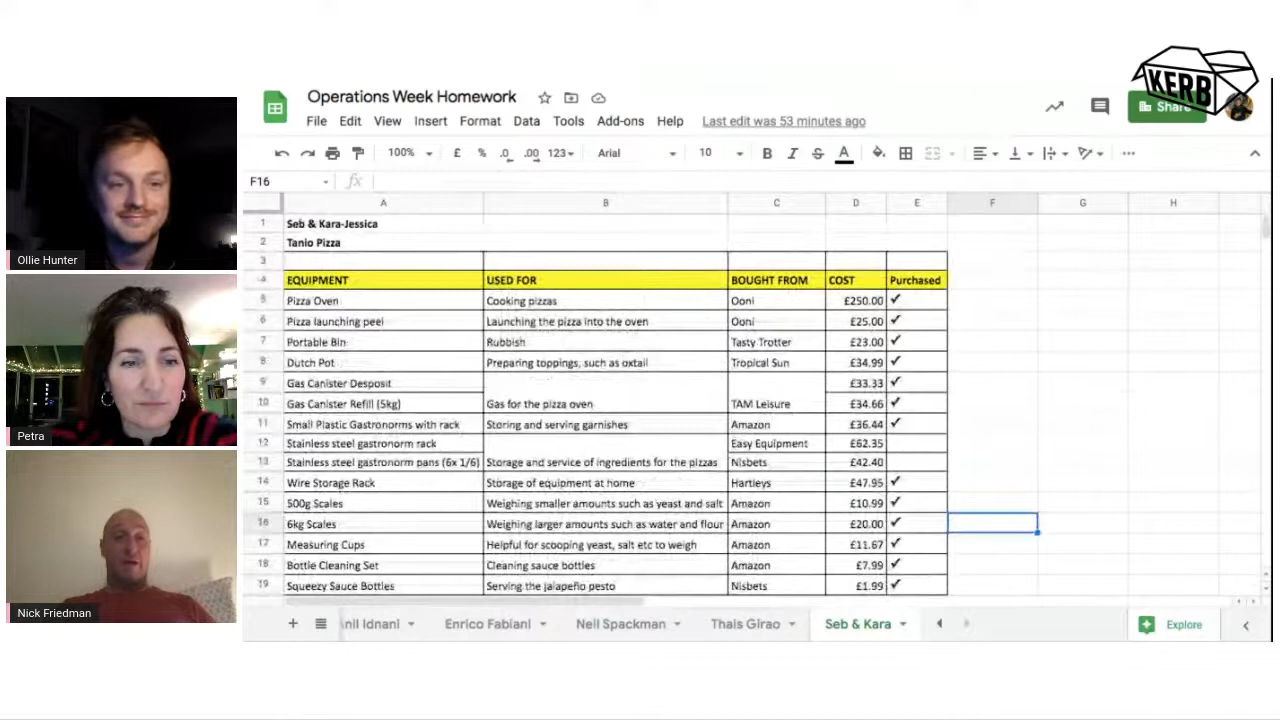 KERB
Operations Week Homework
Share
File Edit View Insert Format Data Tools Add-ons Help Last edit was 53 minutes ago
100% £ % .0 .00 123 Arial 10 B I S A
F16 fx
A B C D E F G H
1 Seb & Kara-Jessica
2 Tanio Pizza
3
4 EQUIPMENT USED FOR BOUGHT FROM COST Purchased
5 Pizza Oven Cooking pizzas Ooni £250.00 ✓
6 Pizza launching peel Launching the pizza into the oven Ooni £25.00 ✓
7 Portable Bin Rubbish Tasty Trotter £23.00 ✓
8 Dutch Pot Preparing toppings, such as oxtail Tropical Sun £34.99 ✓
9 Gas Canister Desposit £33.33 ✓
10 Gas Canister Refill (5kg) Gas for the pizza oven TAM Leisure £34.66 ✓
11 Small Plastic Gastronorms with rack Storing and serving garnishes Amazon £36.44 ✓
12 Stainless steel gastronorm rack Easy Equipment £62.35
13 Stainless steel gastronorm pans (6x 1/6) Storage and service of ingredients for the pizzas Nisbets £42.40
14 Wire Storage Rack Storage of equipment at home Hartleys £47.95 ✓
15 500g Scales Weighing smaller amounts such as yeast and salt Amazon £10.99 ✓
16 6kg Scales Weighing larger amounts such as water and flour Amazon £20.00 ✓
17 Measuring Cups Helpful for scooping yeast, salt etc to weigh Amazon £11.67 ✓
18 Bottle Cleaning Set Cleaning sauce bottles Amazon £7.99 ✓
19 Squeezy Sauce Bottles Serving the jalapeño pesto Nisbets £1.99 ✓
nil Idnani Enrico Fabiani Neil Spackman Thais Girao Seb & Kara Explore
Ollie Hunter
Petra
Nick Friedman